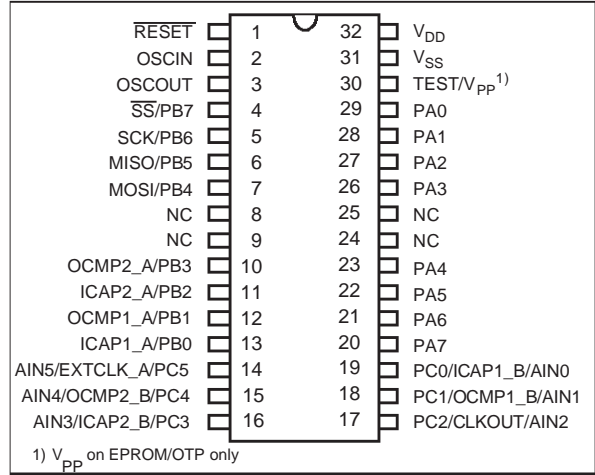 RESET 1 32 VDD
OSCIN 2 31 VSS
OSCOUT 3 30 TEST/VPP1)
SS/PB7 4 29 PA0
SCK/PB6 5 28 PA1
MISO/PB5 6 27 PA2
MOSI/PB4 7 26 PA3
NC 8 25 NC
NC 9 24 NC
OCMP2_A/PB3 10 23 PA4
ICAP2_A/PB2 11 22 PA5
OCMP1_A/PB1 12 21 PA6
ICAP1_A/PB0 13 20 PA7
AIN5/EXTCLK_A/PC5 14 19 PC0/ICAP1_B/AIN0
AIN4/OCMP2_B/PC4 15 18 PC1/OCMP1_B/AIN1
AIN3/ICAP2_B/PC3 16 17 PC2/CLKOUT/AIN2
1) VPP on EPROM/OTP only